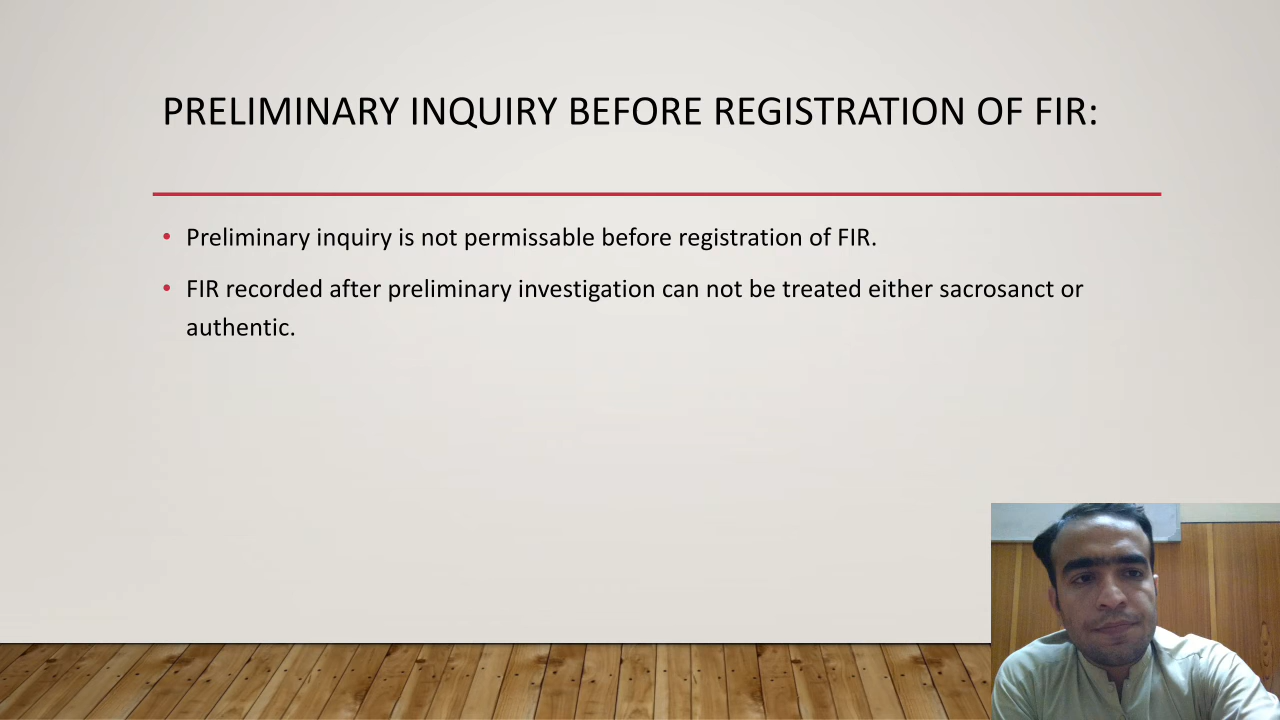 PRELIMINARY INQUIRY BEFORE REGISTRATION OF FIR:
• Preliminary inquiry is not permissable before registration of FIR.
• FIR recorded after preliminary investigation can not be treated either sacrosanct or
authentic.